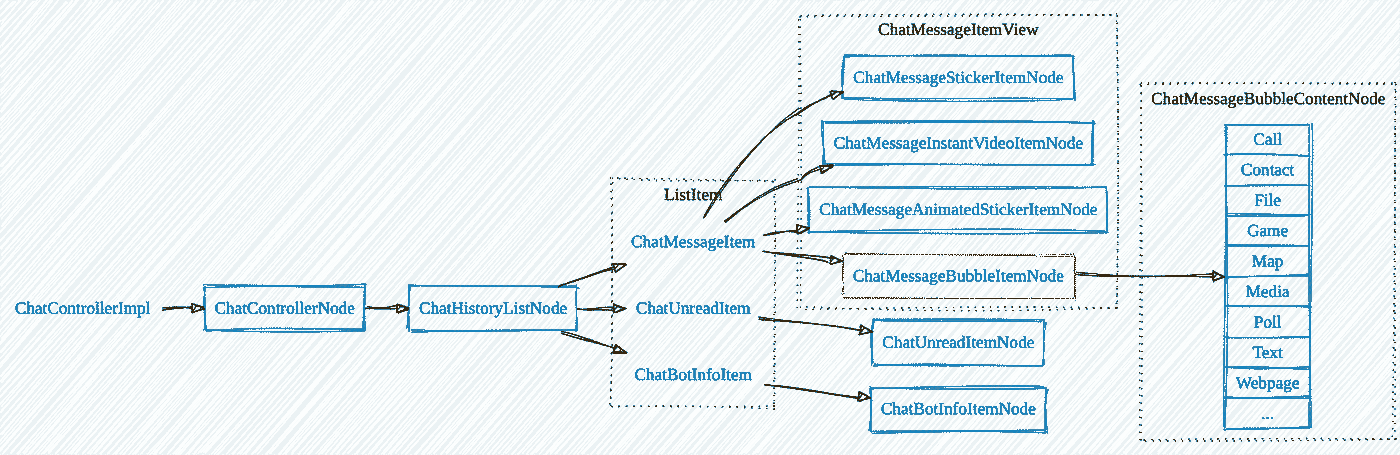 ChatMessageItemView
ChatMessageStickerItemNode
ChatMessageInstantVideoItemNode
ChatMessageAnimatedStickerItemNode
ChatMessageBubbleItemNode
ChatMessageBubbleContentNode
Call
Contact
File
Game
Map
Media
Poll
Text
Webpage
...
ListItem
ChatMessageItem
ChatUnreadItem
ChatBotInfoItem
ChatControllerImpl
ChatControllerNode
ChatHistoryListNode
ChatUnreadItemNode
ChatBotInfoItemNode